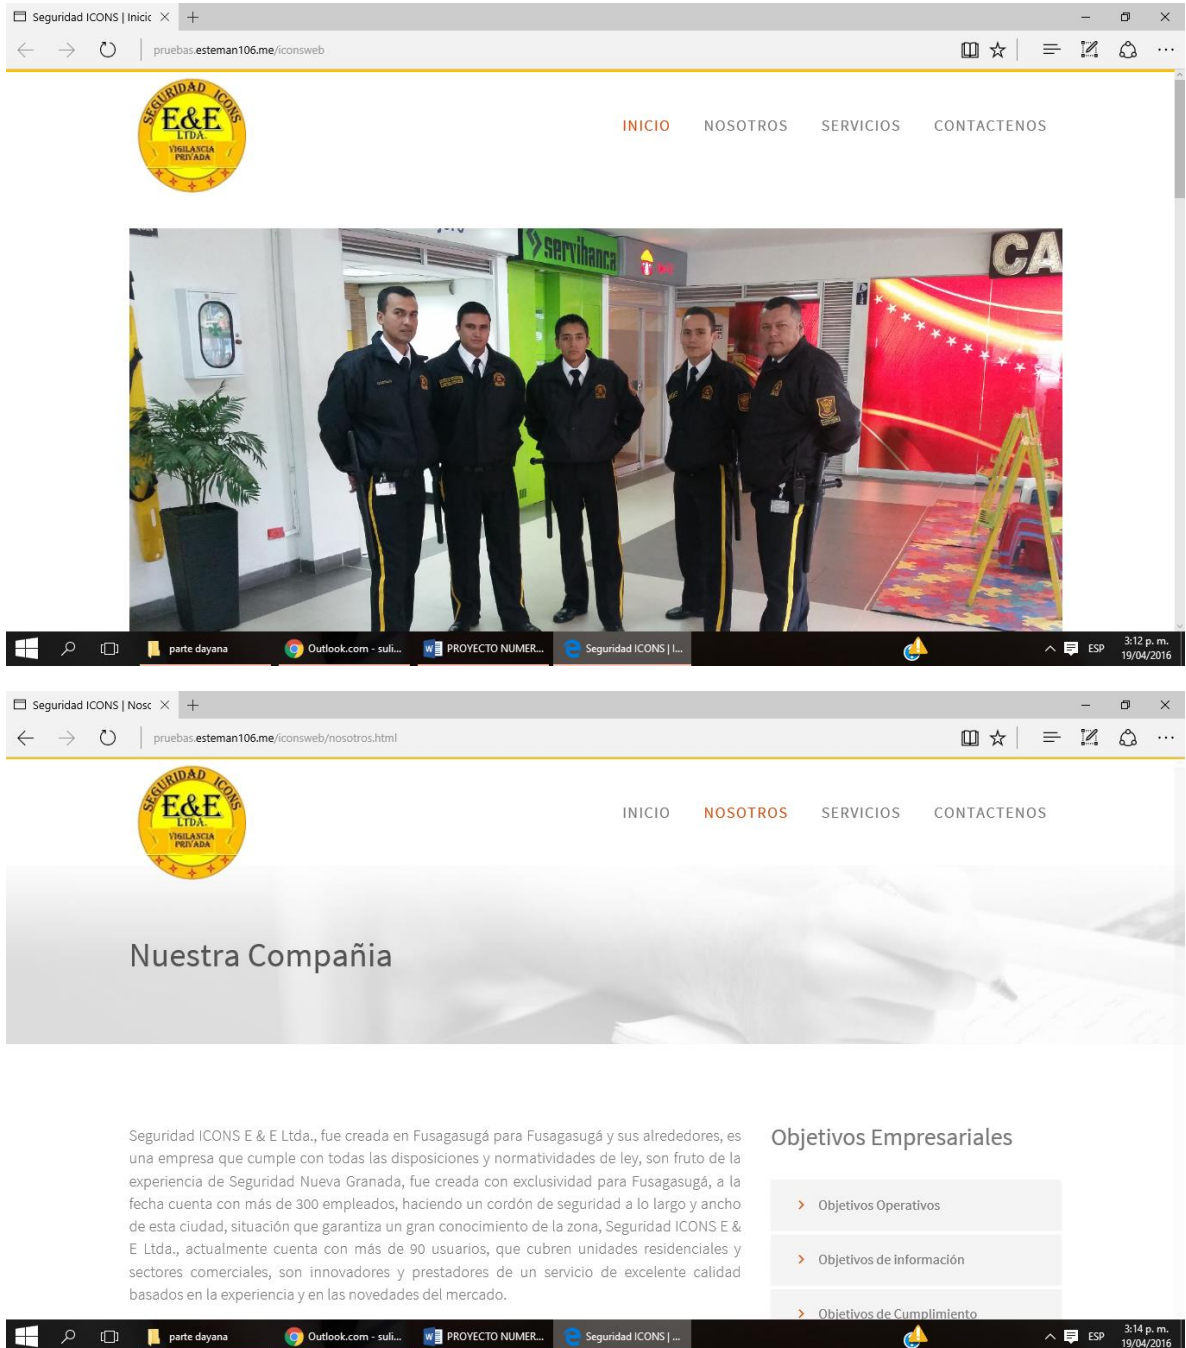 Seguridad ICONS | Inicic
pruebas.esteman106.me/iconsweb
SEGURIDAD ICONS
E&E
LTDA.
VIGILANCIA
PRIVADA
INICIO NOSOTROS SERVICIOS CONTACTENOS
servibanca
CA
parte dayana
Outlook.com - suli...
PROYECTO NUMER...
Seguridad ICONS | I...
ESP
3:12 p. m.
19/04/2016
Seguridad ICONS | Nosc
pruebas.esteman106.me/iconsweb/nosotros.html
SEGURIDAD ICONS
E&E
LTDA.
VIGILANCIA
PRIVADA
INICIO NOSOTROS SERVICIOS CONTACTENOS
Nuestra Compañia
Seguridad ICONS E & E Ltda., fue creada en Fusagasugá para Fusagasugá y sus alrededores, es
una empresa que cumple con todas las disposiciones y normatividades de ley, son fruto de la
experiencia de Seguridad Nueva Granada, fue creada con exclusividad para Fusagasugá, a la
fecha cuenta con más de 300 empleados, haciendo un cordón de seguridad a lo largo y ancho
de esta ciudad, situación que garantiza un gran conocimiento de la zona, Seguridad ICONS E &
E Ltda., actualmente cuenta con más de 90 usuarios, que cubren unidades residenciales y
sectores comerciales, son innovadores y prestadores de un servicio de excelente calidad
basados en la experiencia y en las novedades del mercado.
Objetivos Empresariales
Objetivos Operativos
Objetivos de información
Objetivos de Cumplimiento
parte dayana
Outlook.com - suli...
PROYECTO NUMER...
Seguridad ICONS | ...
ESP
3:14 p. m.
19/04/2016